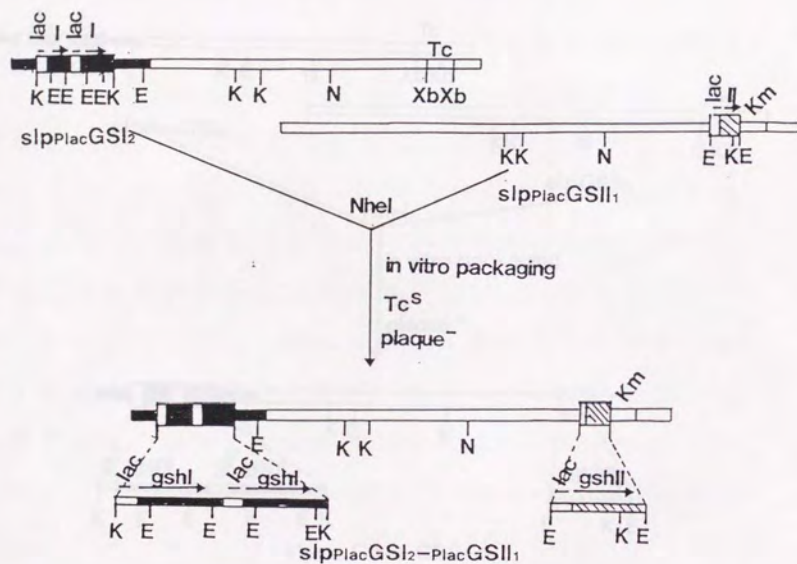 lac I lac I
Tc
K EE EEK E K K N XbXb
slpPlacGSI2
lac II Km
KK N E KE
slpPlacGSII1
NheI
in vitro packaging
TcS
plaque−
Km
E K K N
lac gshI lac gshI
lac gshII
K E E E EK
E K E
slpPlacGSI2−PlacGSII1